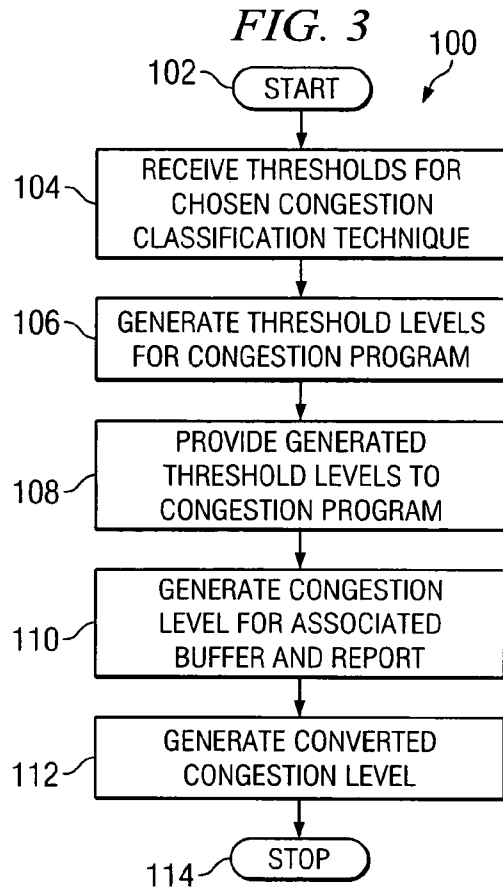 FIG. 3
100
102
START
104
RECEIVE THRESHOLDS FOR
CHOSEN CONGESTION
CLASSIFICATION TECHNIQUE
106
GENERATE THRESHOLD LEVELS
FOR CONGESTION PROGRAM
108
PROVIDE GENERATED
THRESHOLD LEVELS TO
CONGESTION PROGRAM
110
GENERATE CONGESTION
LEVEL FOR ASSOCIATED
BUFFER AND REPORT
112
GENERATE CONVERTED
CONGESTION LEVEL
114
STOP